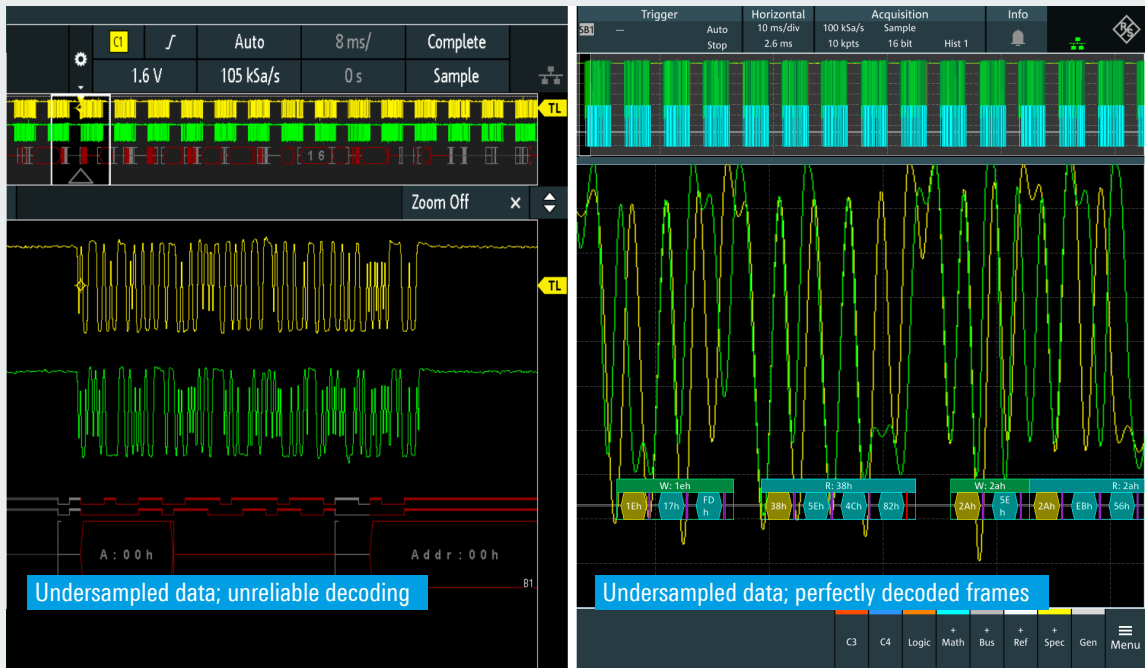 C1 Auto 8 ms/ Complete
1.6 V 105 kSa/s 0 s Sample
TL
16
Zoom Off ×
TL
A:00h Addr:00h
B1
Undersampled data; unreliable decoding
Trigger Horizontal Acquisition Info
SB1 --- Auto 10 ms/div 100 kSa/s Sample
Stop 2.6 ms 10 kpts 16 bit Hist 1
R&S
W: 1eh R: 38h W: 2ah R: 2ah
1Eh 17h FD h 38h 5Eh 4Ch 82h 2Ah 5E h 2Ah EBh 56h
Undersampled data; perfectly decoded frames
C3 C4 Logic + Math + Bus + Ref + Spec Gen Menu